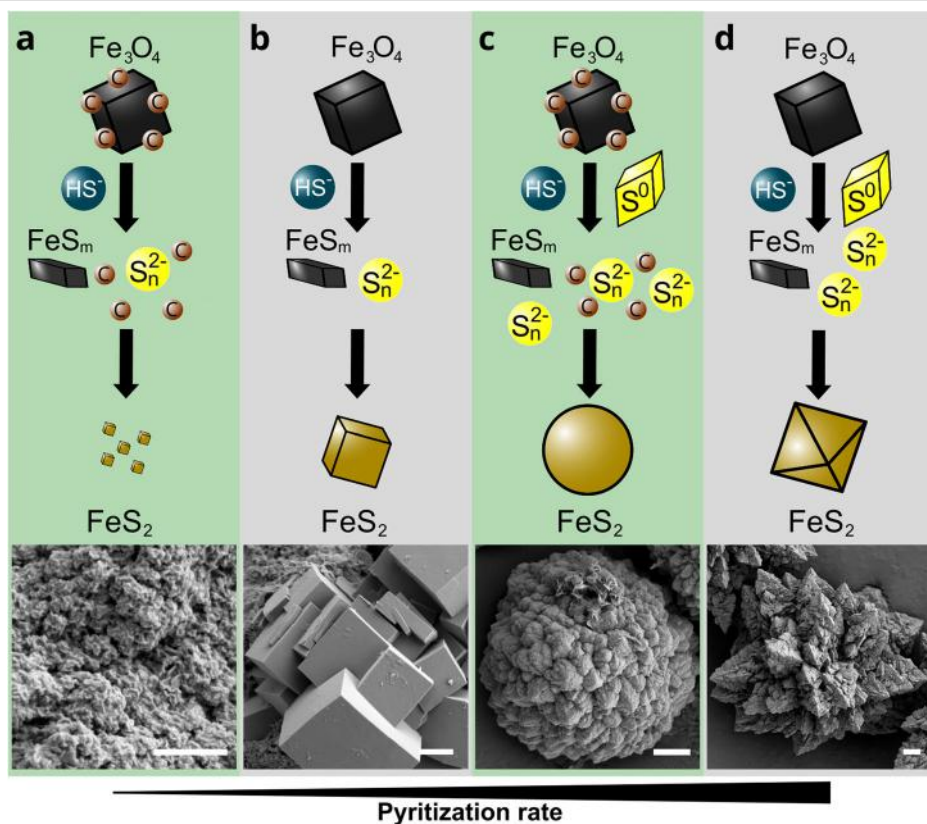 a
Fe₃O₄
C
C
C
C
C
HS⁻
FeSₘ
C
C
Sₙ²⁻
C
C
FeS₂
b
Fe₃O₄
HS⁻
FeSₘ
Sₙ²⁻
FeS₂
c
Fe₃O₄
C
C
C
C
C
HS⁻
S⁰
FeSₘ
C
C
Sₙ²⁻
Sₙ²⁻
C
C
Sₙ²⁻
FeS₂
d
Fe₃O₄
HS⁻
S⁰
FeSₘ
Sₙ²⁻
Sₙ²⁻
FeS₂
Pyritization rate